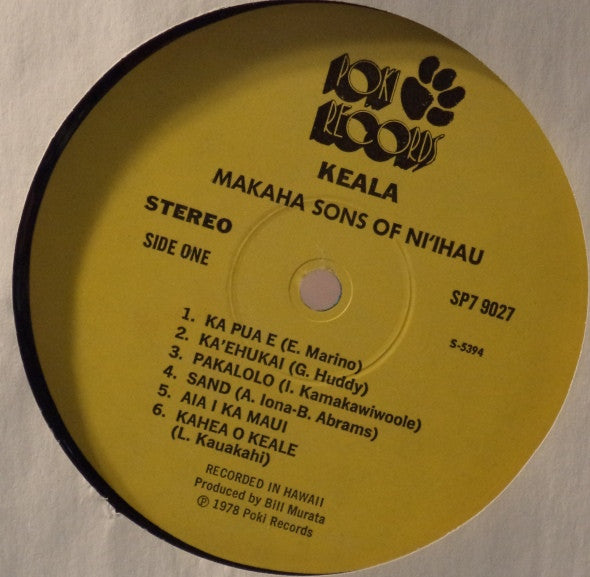 POKI
RECORDS
KEALA
MAKAHA SONS OF NI'IHAU
STEREO
SIDE ONE
SP7 9027
S-5394
1. KA PUA E (E. Marino)
2. KA'EHUKAI (G. Huddy)
3. PAKALOLO (I. Kamakawiwoole)
4. SAND (A. Iona-B. Abrams)
5. AIA I KA MAUI
6. KAHEA O KEALE
(L. Kauakahi)
RECORDED IN HAWAII
Produced by Bill Murata
℗ 1978 Poki Records